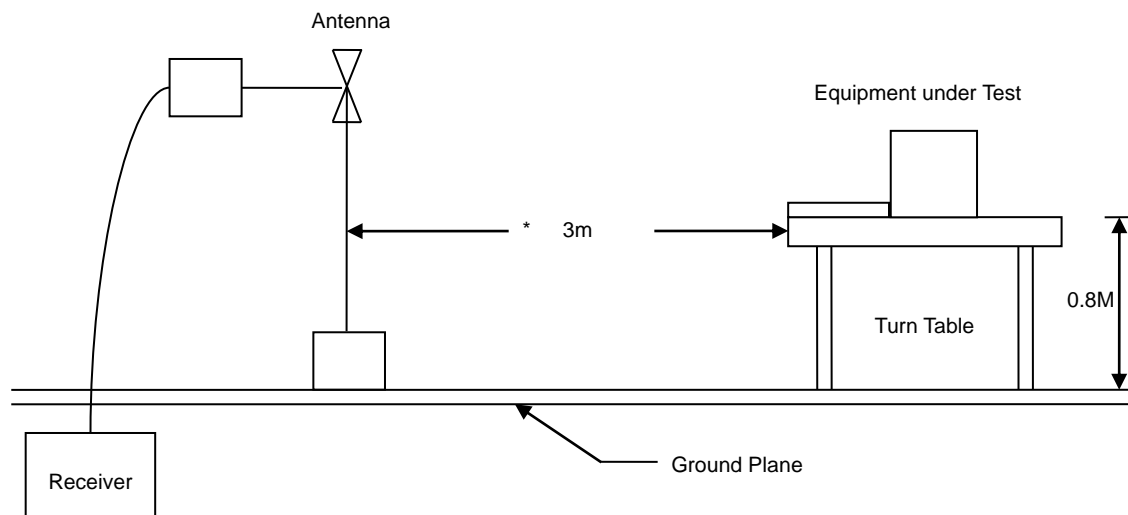 Antenna
Equipment under Test
* 3m
0.8M
Turn Table
Ground Plane
Receiver